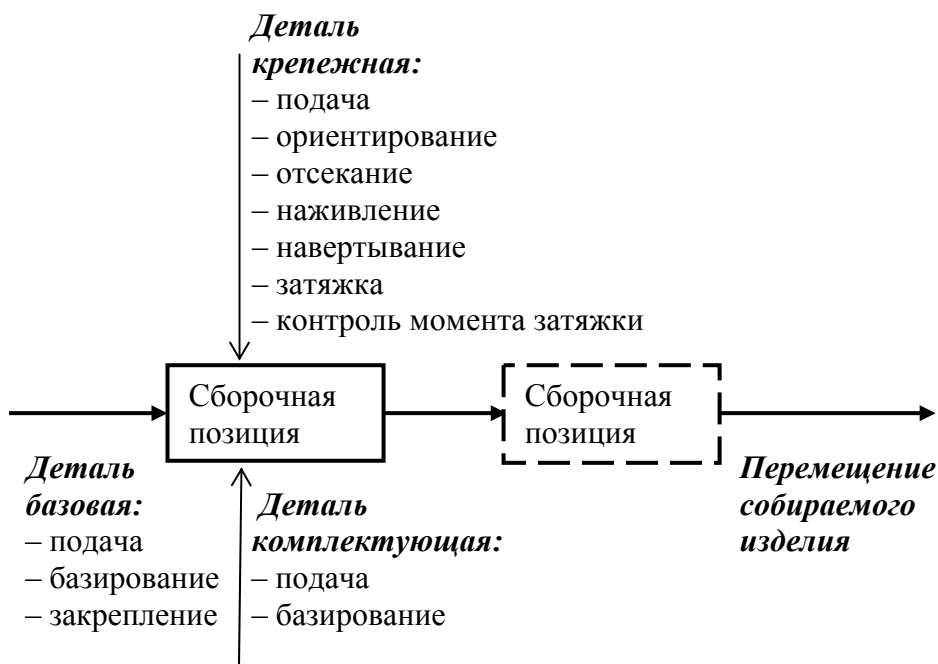 Деталь
крепежная:
– подача
– ориентирование
– отсекание
– наживление
– навертывание
– затяжка
– контроль момента затяжки
Сборочная
позиция
Сборочная
позиция
Деталь
базовая:
– подача
– базирование
– закрепление
Деталь
комплектующая:
– подача
– базирование
Перемещение
собираемого
изделия